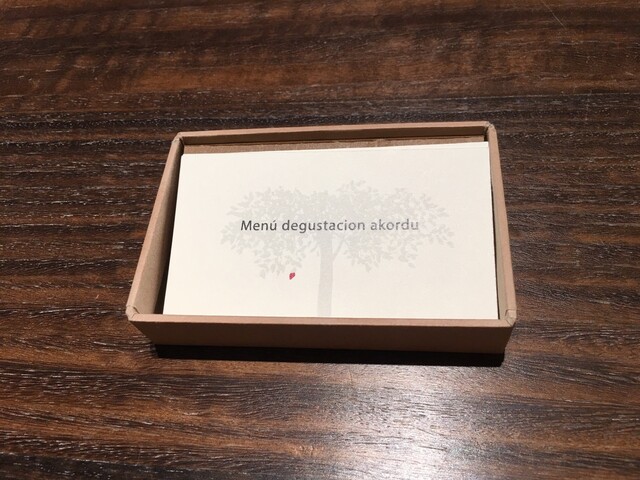 Menú degustacion akordu